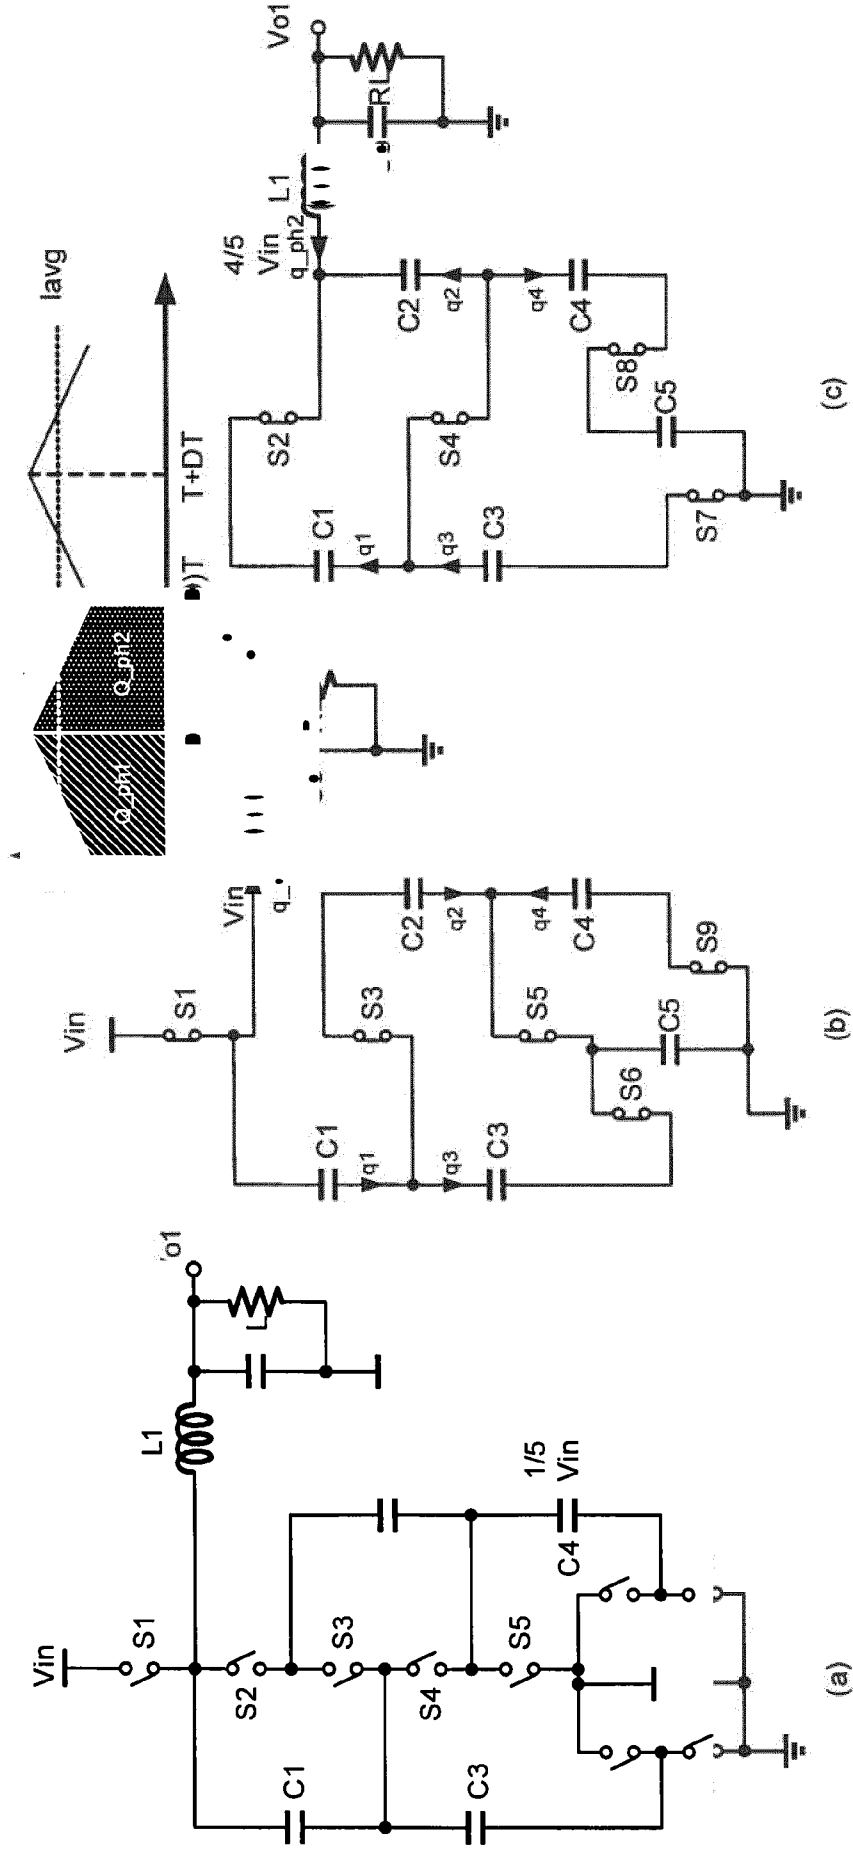 Vin
S1
L1
'o1
S2
S3
C1
S4
L
C3
S5
C4
1/5
Vin
(a)
Q_ph1
Q_ph2
Vin
S1
Vin
q_
C1
q1
S3
C2
q2
q3
C3
S5
q4
C4
S6
C5
S9
(b)
Iavg
)T
T+DT
4/5
Vin
q_ph2
L1
Vo1
RL
S2
C1
q1
C2
q2
S4
q3
C3
q4
C4
S8
C5
S7
(c)